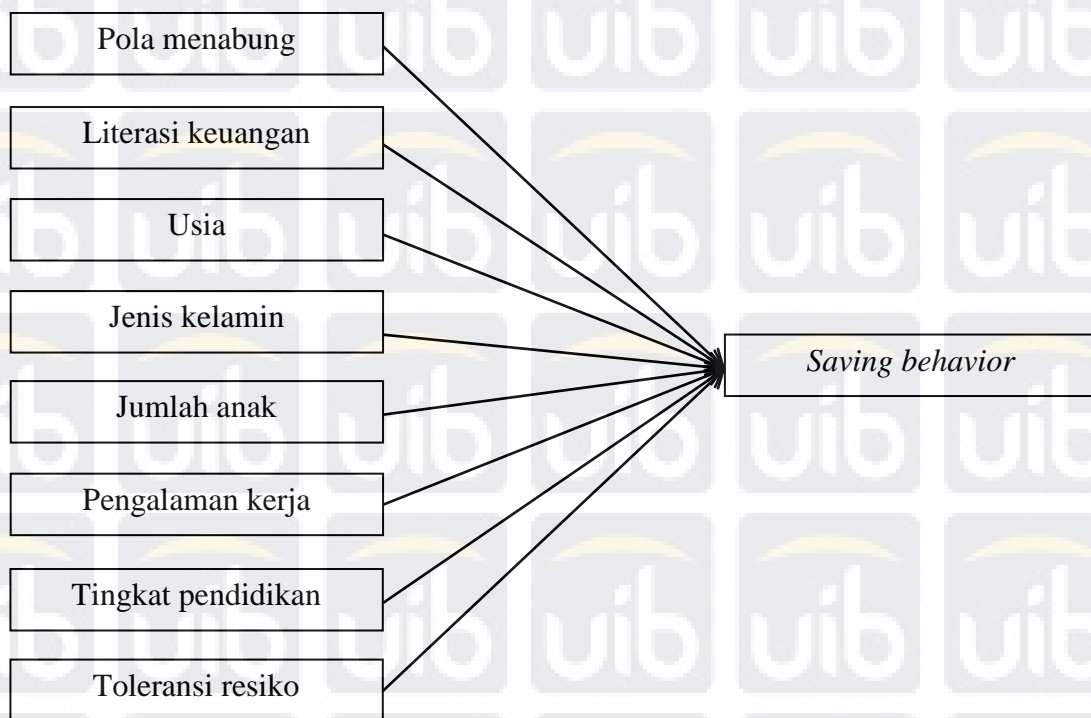 Pola menabung
Literasi keuangan
Usia
Jenis kelamin
Saving behavior
Jumlah anak
Pengalaman kerja
Tingkat pendidikan
Toleransi resiko